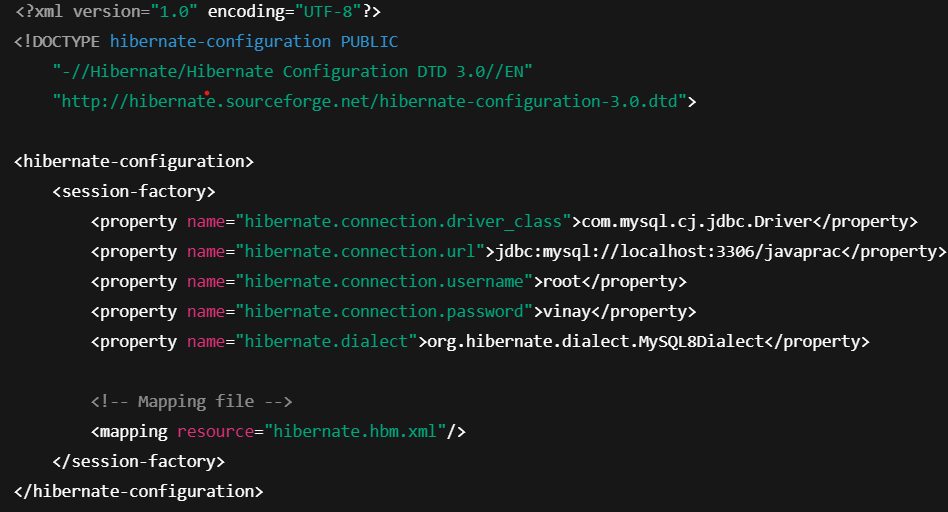 <?xml version="1.0" encoding="UTF-8"?>
<!DOCTYPE hibernate-configuration PUBLIC
    "-//Hibernate/Hibernate Configuration DTD 3.0//EN"
    "http://hibernate.sourceforge.net/hibernate-configuration-3.0.dtd">
<hibernate-configuration>
    <session-factory>
        <property name="hibernate.connection.driver_class">com.mysql.cj.jdbc.Driver</property>
        <property name="hibernate.connection.url">jdbc:mysql://localhost:3306/javaprac</property>
        <property name="hibernate.connection.username">root</property>
        <property name="hibernate.connection.password">vinay</property>
        <property name="hibernate.dialect">org.hibernate.dialect.MySQL8Dialect</property>
        <!-- Mapping file -->
        <mapping resource="hibernate.hbm.xml"/>
    </session-factory>
</hibernate-configuration>